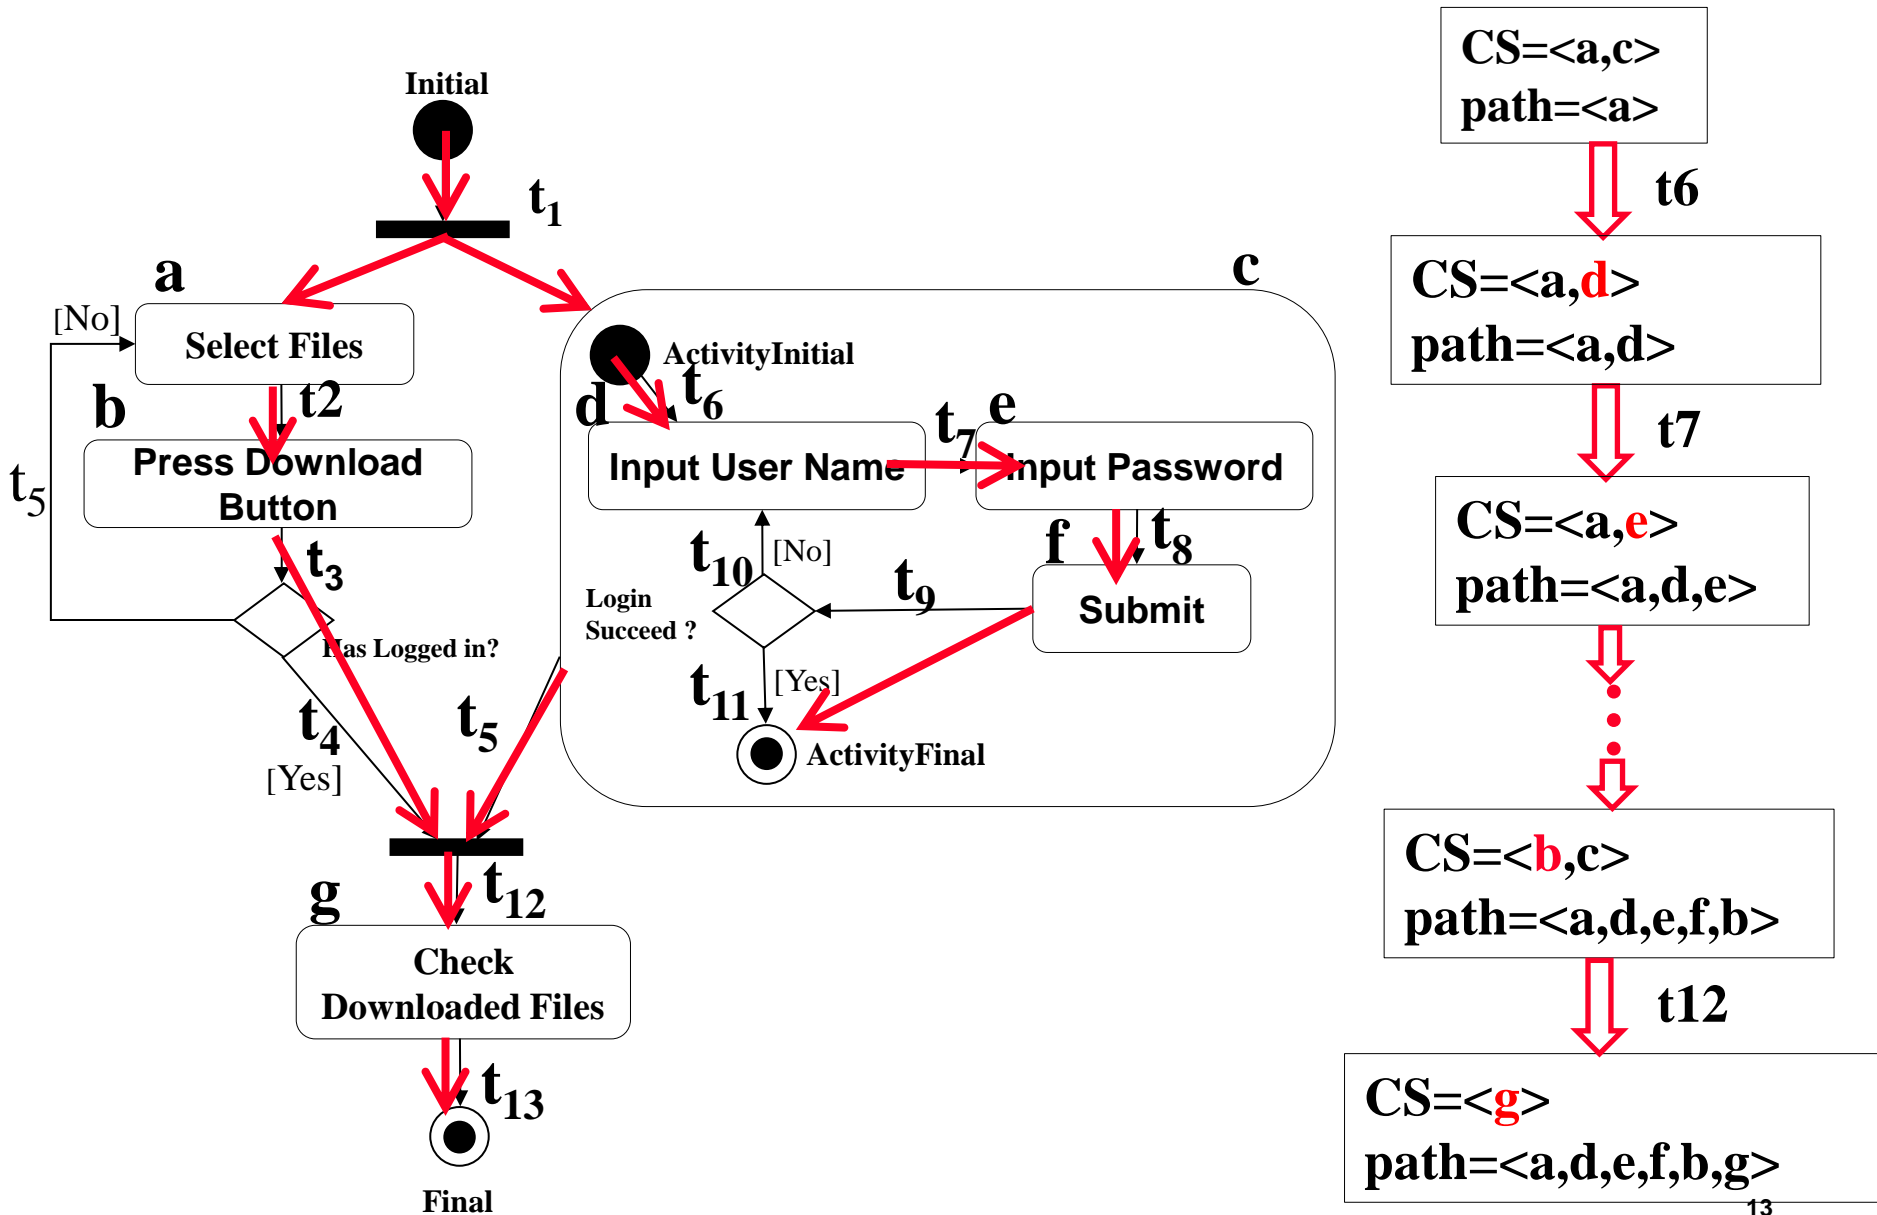 Initial
t1
a
[No]
Select Files
b
t2
Press Download
Button
t5
t3
Has Logged in?
t4
[Yes]
t5
c
ActivityInitial
d
t6
Input User Name
t7
e
Input Password
t10
[No]
f
t8
Login
Succeed ?
t9
Submit
t11
[Yes]
ActivityFinal
g
t12
Check
Downloaded Files
t13
Final
CS=<a,c>
path=<a>
t6
CS=<a,d>
path=<a,d>
t7
CS=<a,e>
path=<a,d,e>
CS=<b,c>
path=<a,d,e,f,b>
t12
CS=<g>
path=<a,d,e,f,b,g>
13